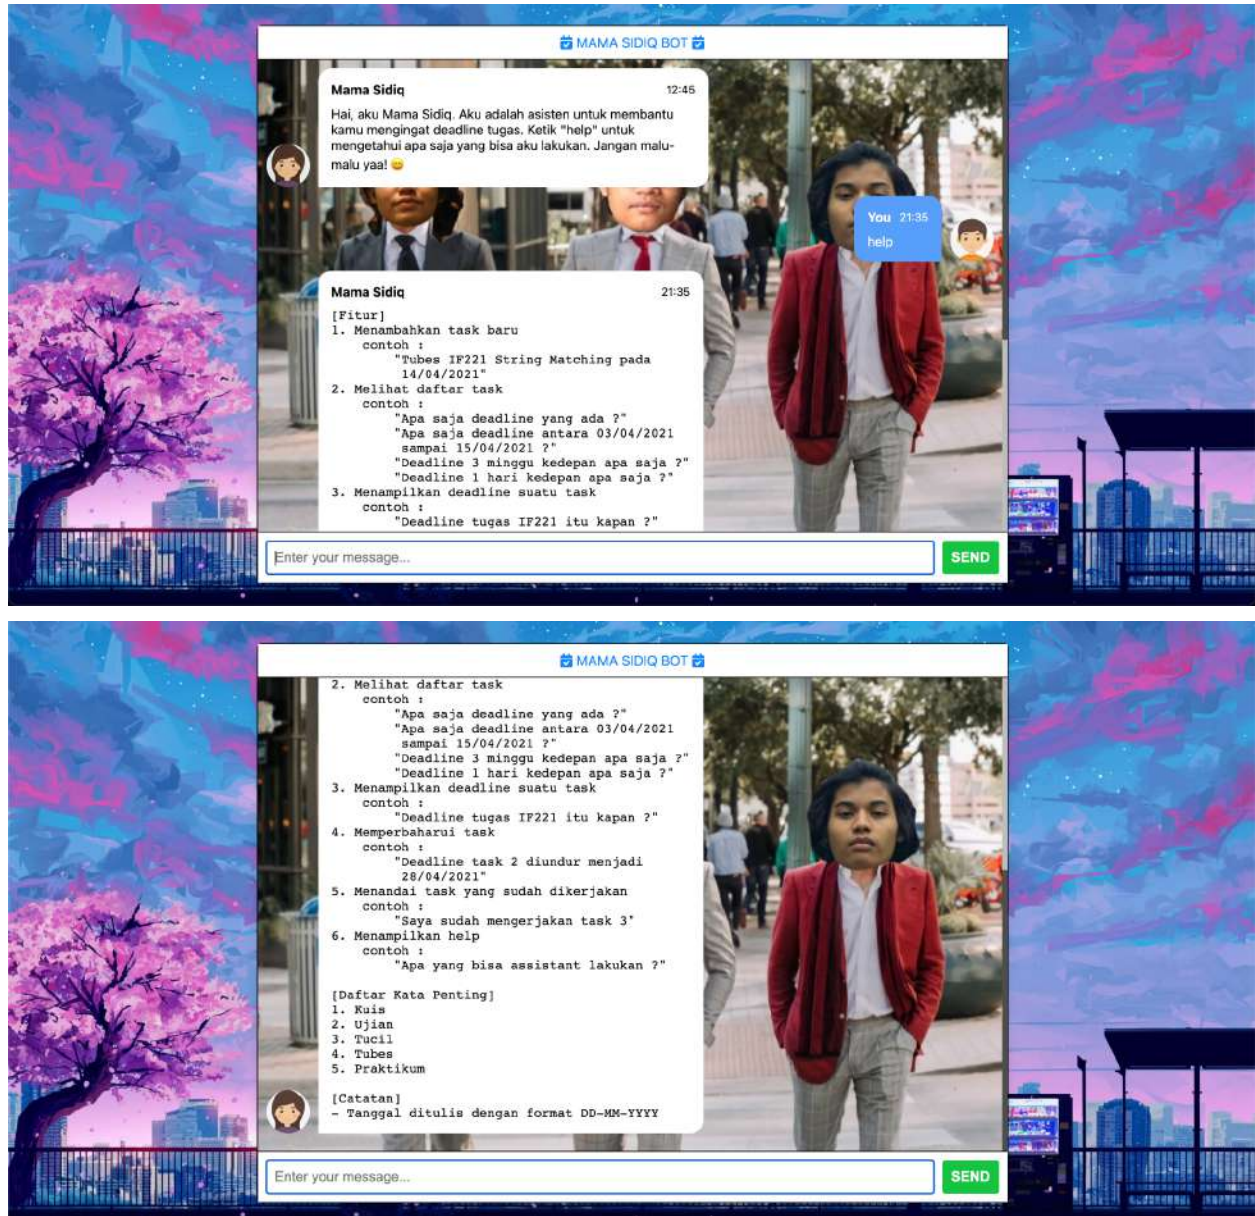 MAMA SIDIQ BOT
Mama Sidiq 12:45
Hai, aku Mama Sidiq. Aku adalah asisten untuk membantu
kamu mengingat deadline tugas. Ketik "help" untuk
mengetahui apa saja yang bisa aku lakukan. Jangan malu-
malu yaa! 😄
You 21:35
help
Mama Sidiq 21:35
[Fitur]
1. Menambahkan task baru
contoh :
"Tubes IF221 String Matching pada
14/04/2021"
2. Melihat daftar task
contoh :
"Apa saja deadline yang ada ?"
"Apa saja deadline antara 03/04/2021
sampai 15/04/2021 ?"
"Deadline 3 minggu kedepan apa saja ?"
"Deadline 1 hari kedepan apa saja ?"
3. Menampilkan deadline suatu task
contoh :
"Deadline tugas IF221 itu kapan ?"
Enter your message...
SEND
MAMA SIDIQ BOT
2. Melihat daftar task
contoh :
"Apa saja deadline yang ada ?"
"Apa saja deadline antara 03/04/2021
sampai 15/04/2021 ?"
"Deadline 3 minggu kedepan apa saja ?"
"Deadline 1 hari kedepan apa saja ?"
3. Menampilkan deadline suatu task
contoh :
"Deadline tugas IF221 itu kapan ?"
4. Memperbaharui task
contoh :
"Deadline task 2 diundur menjadi
28/04/2021"
5. Menandai task yang sudah dikerjakan
contoh :
"Saya sudah mengerjakan task 3"
6. Menampilkan help
contoh :
"Apa yang bisa assistant lakukan ?"
[Daftar Kata Penting]
1. Kuis
2. Ujian
3. Tucil
4. Tubes
5. Praktikum
[Catatan]
- Tanggal ditulis dengan format DD-MM-YYYY
Enter your message...
SEND